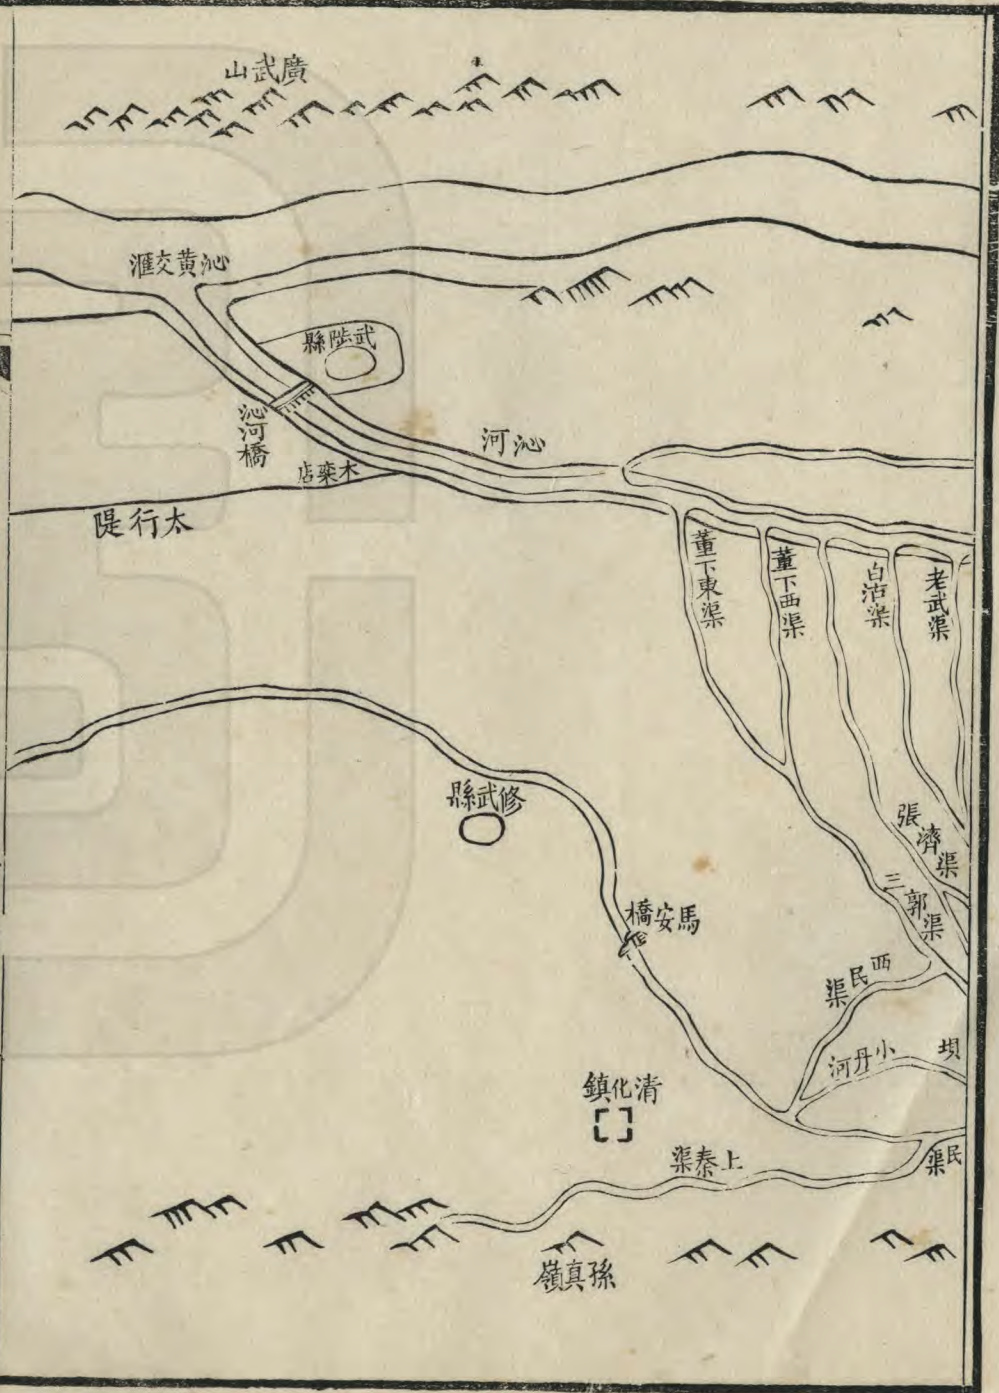 廣武山
沁黃交滙
武陟縣
沁河橋
沁河
木欒店
太行隄
董下東渠
董下西渠
白沽渠
老武渠
張濟渠
三郭渠
修武縣
馬安橋
西民渠
小丹河
埧
清化鎮
上秦渠
民渠
孫真嶺